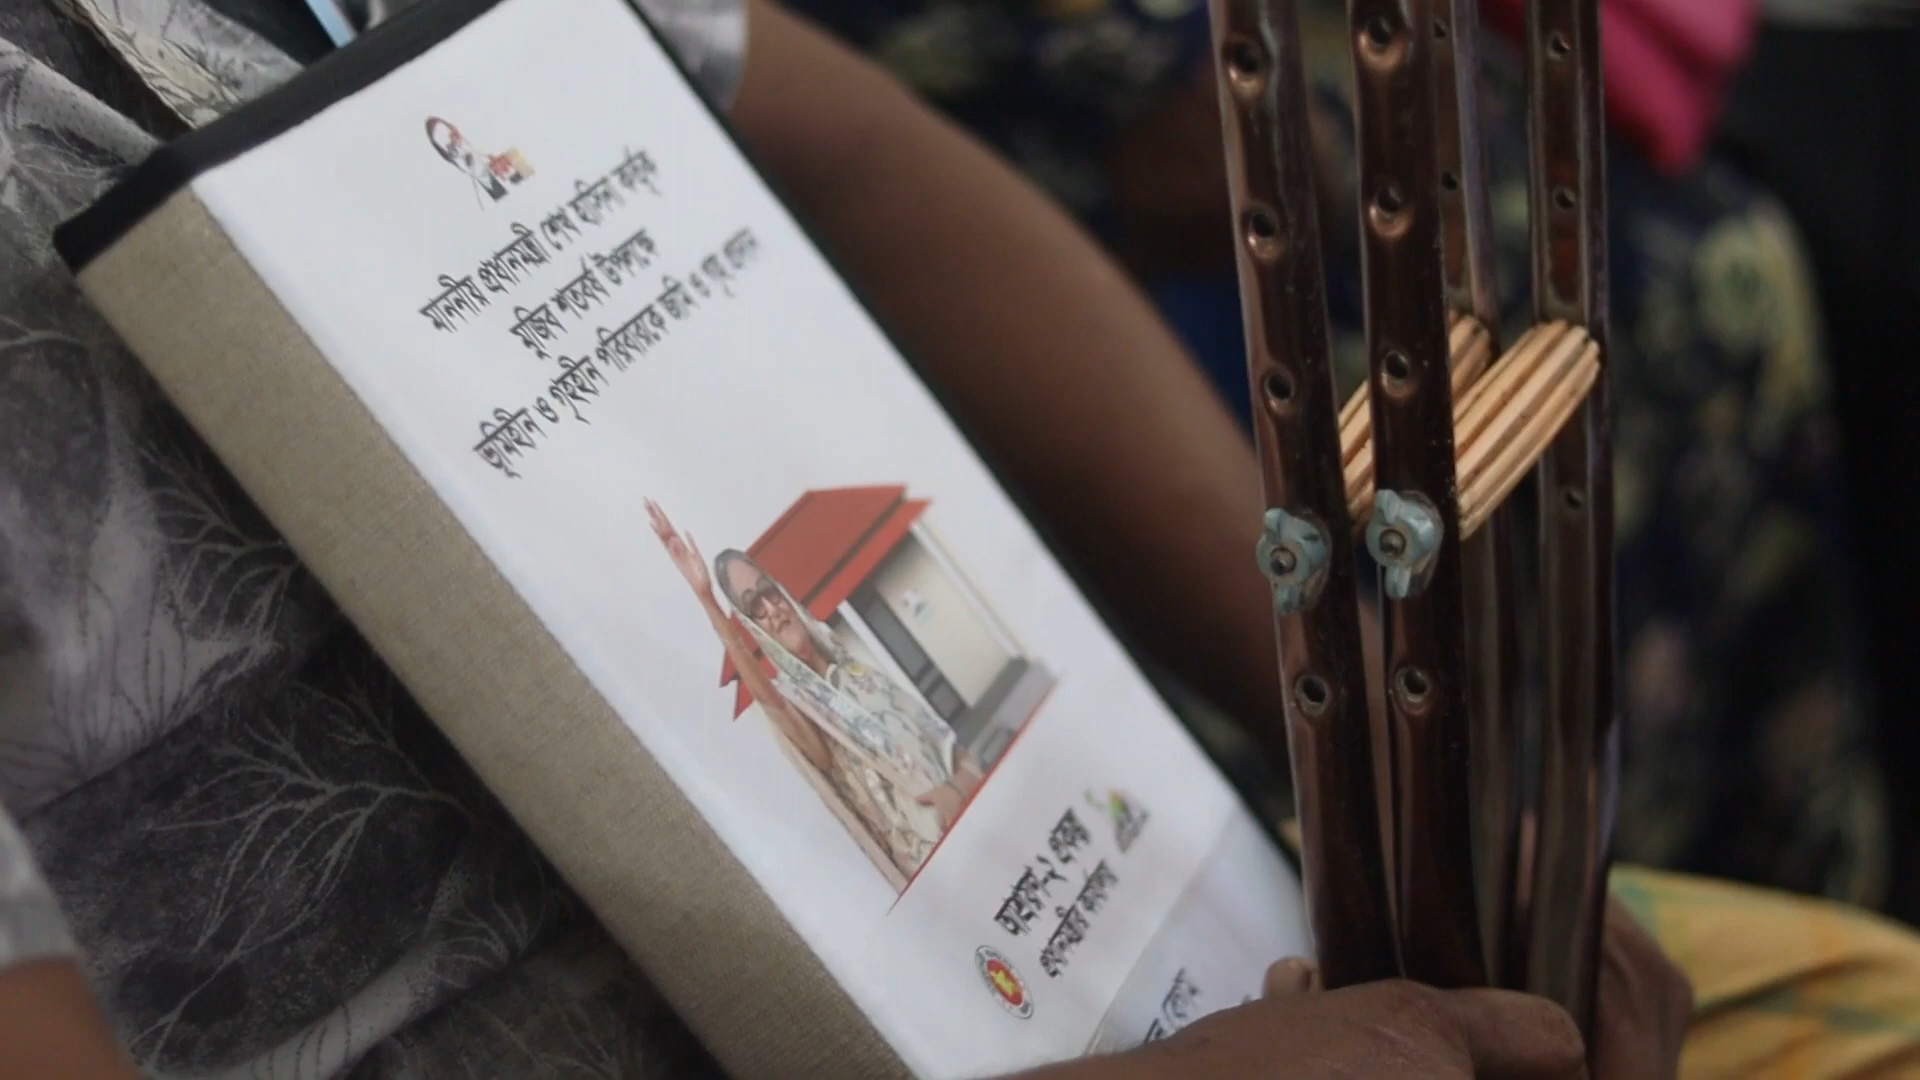 মাননীয় প্রধানমন্ত্রী শেখ হাসিনা কর্তৃক
মুজিব শতবর্ষ উপলক্ষে
ভূমিহীন ও গৃহহীন পরিবারকে জমি ও গৃহ প্রদান
আশ্রয়ণ-২ প্রকল্প
প্রধানমন্ত্রীর কার্যালয়